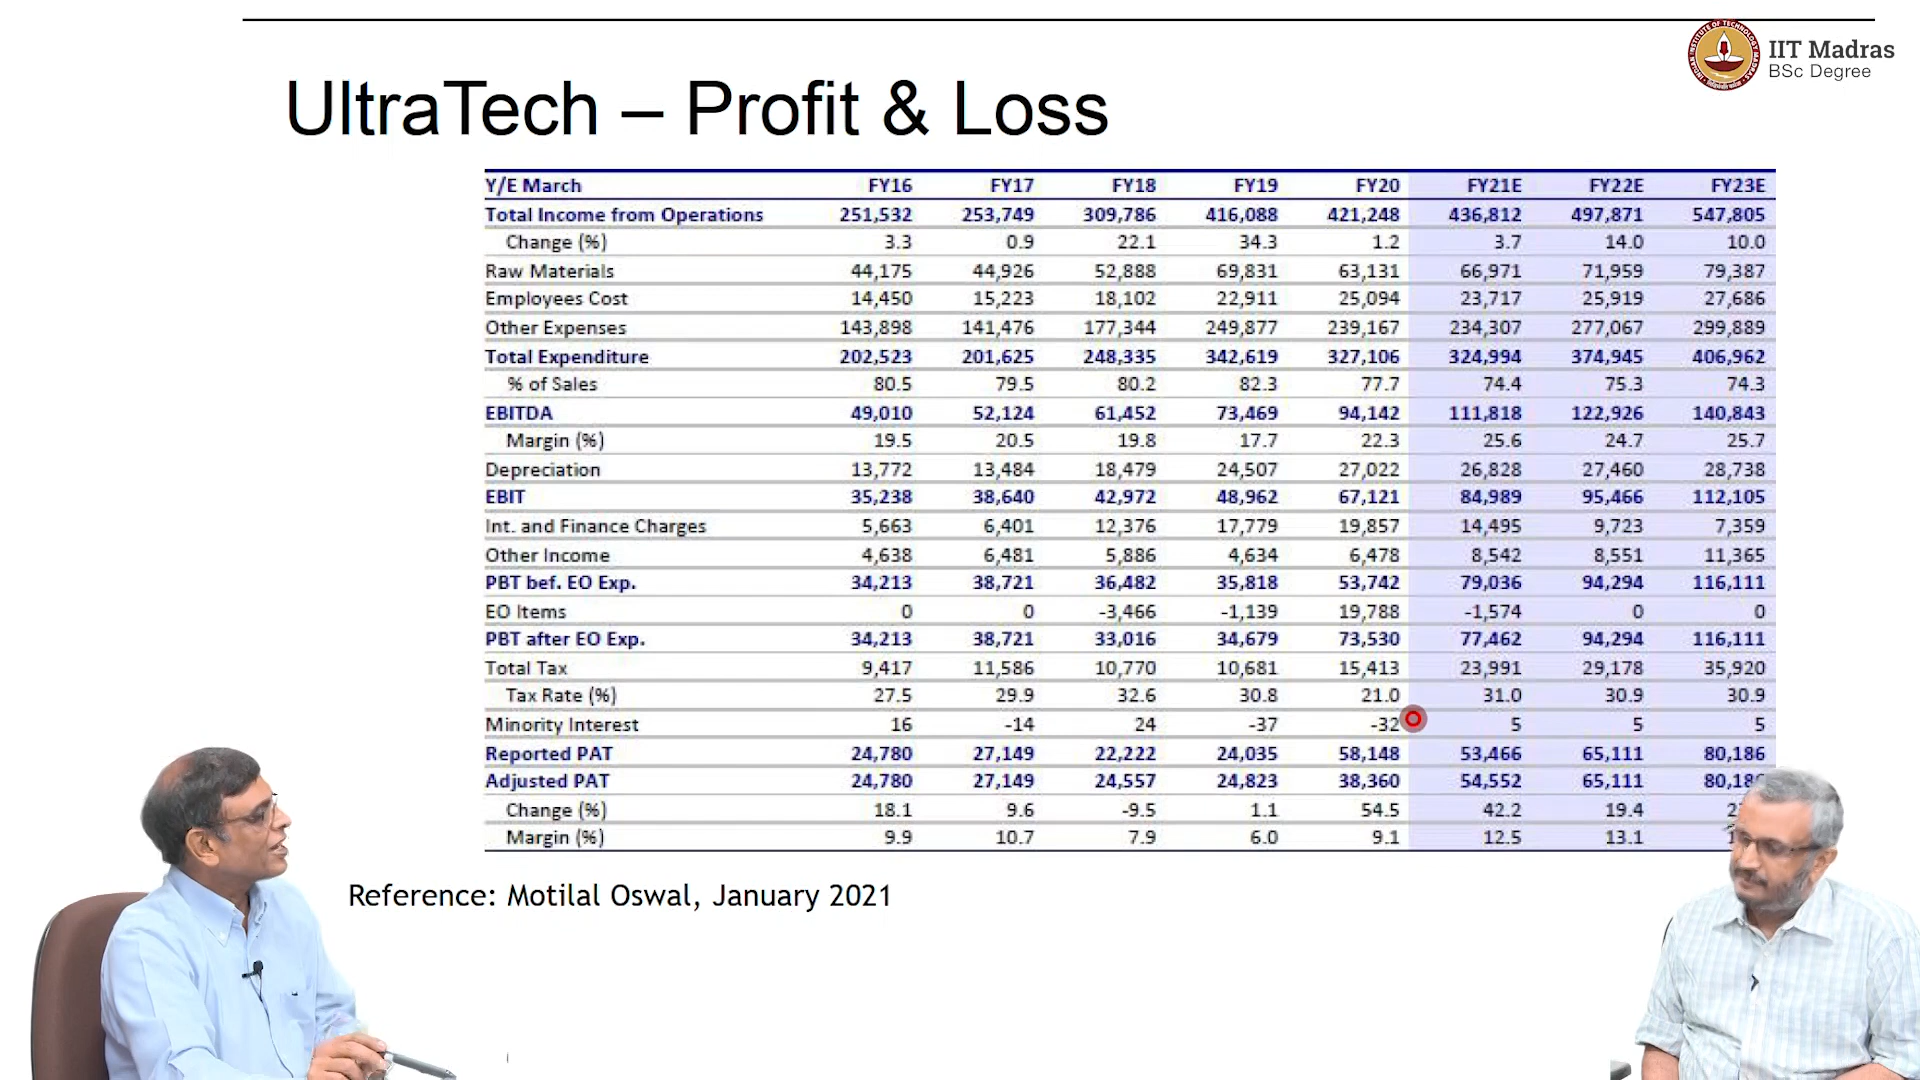 IIT Madras
BSc Degree
UltraTech – Profit & Loss
Y/E March FY16 FY17 FY18 FY19 FY20 FY21E FY22E FY23E
Total Income from Operations 251,532 253,749 309,786 416,088 421,248 436,812 497,871 547,805
Change (%) 3.3 0.9 22.1 34.3 1.2 3.7 14.0 10.0
Raw Materials 44,175 44,926 52,888 69,831 63,131 66,971 71,959 79,387
Employees Cost 14,450 15,223 18,102 22,911 25,094 23,717 25,919 27,686
Other Expenses 143,898 141,476 177,344 249,877 239,167 234,307 277,067 299,889
Total Expenditure 202,523 201,625 248,335 342,619 327,106 324,994 374,945 406,962
% of Sales 80.5 79.5 80.2 82.3 77.7 74.4 75.3 74.3
EBITDA 49,010 52,124 61,452 73,469 94,142 111,818 122,926 140,843
Margin (%) 19.5 20.5 19.8 17.7 22.3 25.6 24.7 25.7
Depreciation 13,772 13,484 18,479 24,507 27,022 26,828 27,460 28,738
EBIT 35,238 38,640 42,972 48,962 67,121 84,989 95,466 112,105
Int. and Finance Charges 5,663 6,401 12,376 17,779 19,857 14,495 9,723 7,359
Other Income 4,638 6,481 5,886 4,634 6,478 8,542 8,551 11,365
PBT bef. EO Exp. 34,213 38,721 36,482 35,818 53,742 79,036 94,294 116,111
EO Items 0 0 -3,466 -1,139 19,788 -1,574 0 0
PBT after EO Exp. 34,213 38,721 33,016 34,679 73,530 77,462 94,294 116,111
Total Tax 9,417 11,586 10,770 10,681 15,413 23,991 29,178 35,920
Tax Rate (%) 27.5 29.9 32.6 30.8 21.0 31.0 30.9 30.9
Minority Interest 16 -14 24 -37 -32 5 5 5
Reported PAT 24,780 27,149 22,222 24,035 58,148 53,466 65,111 80,186
Adjusted PAT 24,780 27,149 24,557 24,823 38,360 54,552 65,111
Change (%) 18.1 9.6 -9.5 1.1 54.5 42.2 19.4
Margin (%) 9.9 10.7 7.9 6.0 9.1 12.5 13.1
Reference: Motilal Oswal, January 2021